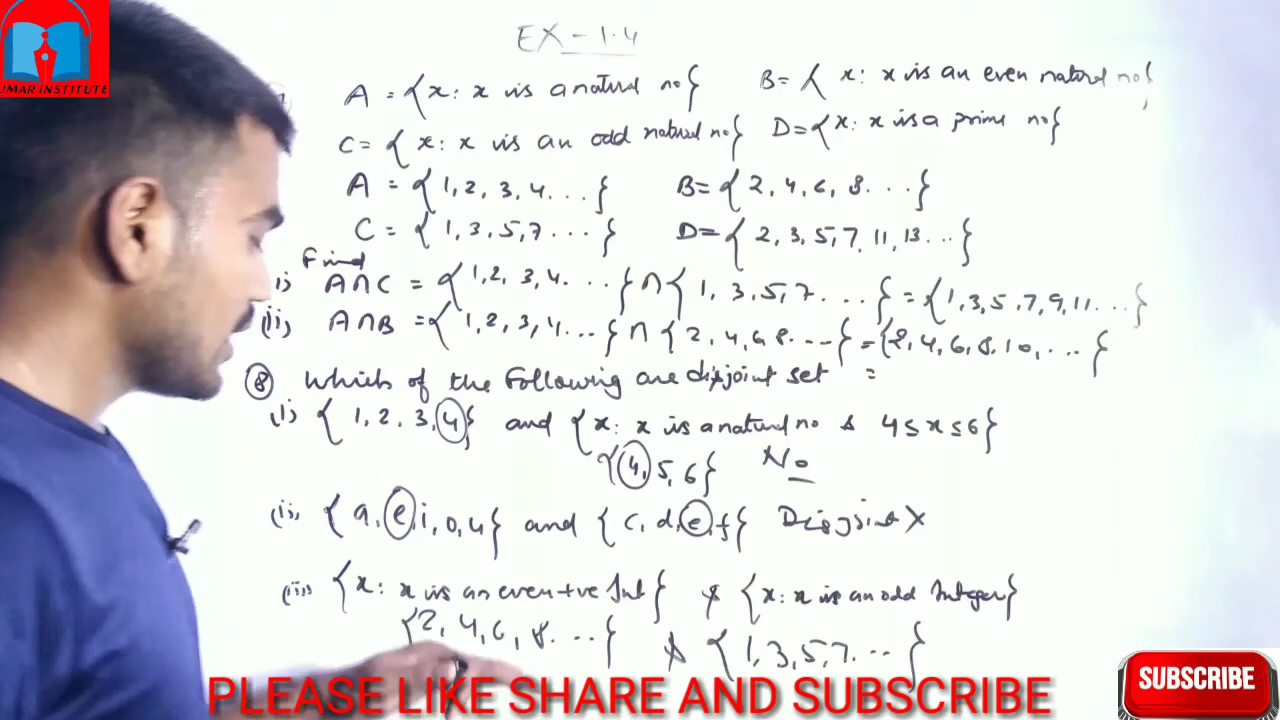 UMAR INSTITUTE
EX-1.4
A = {x: x is a natural no} B = { x: x is an even natural no}
C = { x: x is an odd natural no} D = {x: x is a prime no}
A = { 1, 2, 3, 4 . . . } B = { 2, 4, 6, 8. . . . }
C = { 1, 3, 5, 7 . . . } D = { 2, 3, 5, 7, 11, 13 ... }
Find
i) A∩C = { 1, 2, 3, 4. . . . } ∩ { 1, 3, 5, 7. . . . } = {1, 3, 5, 7, 9, 11. . . . }
(ii) A∩B = { 1, 2, 3, 4. . . } ∩ { 2, 4, 6, 8. . . . } = {2, 4, 6, 8, 10, . . . }
(8) Which of the following are disjoint set =
(i) { 1, 2, 3, 4} and {x: x is a natural no & 4 ≤ x ≤ 6}
{4, 5, 6} No
(ii) { a, e, i, o, u} and { c, d, e, f} Disjoint X
(iii) {x: x is an even +ve Int} & {x: x is an odd Integer}
{2, 4, 6, 8. . . } & { 1, 3, 5, 7. . . }
PLEASE LIKE SHARE AND SUBSCRIBE
SUBSCRIBE